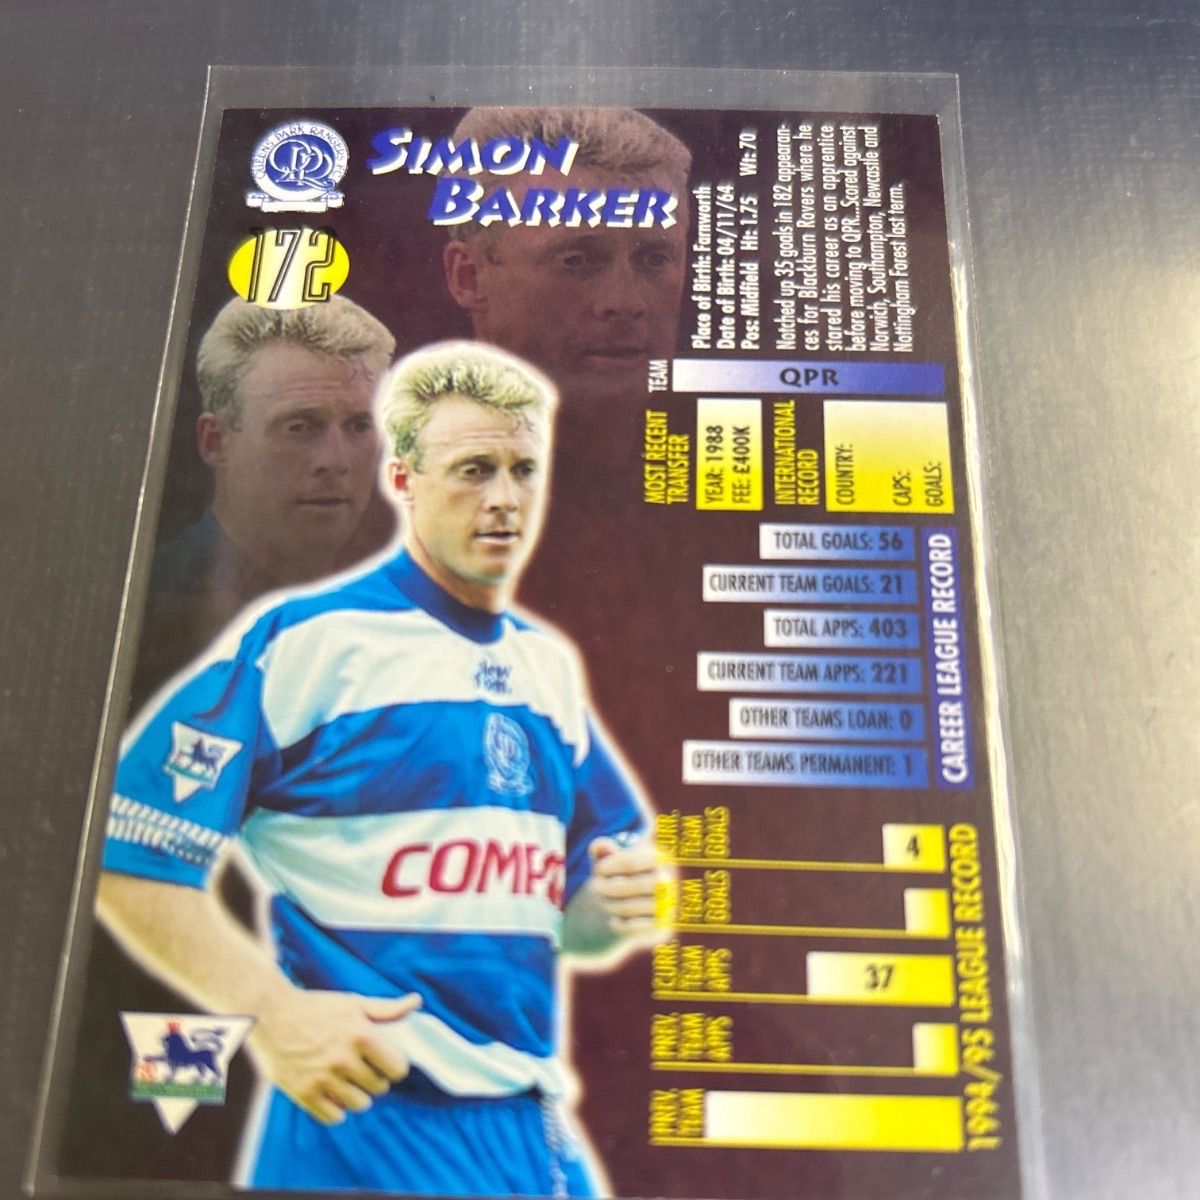 QUEENS PARK RANGERS F.C.
QPR
SIMON
BARKER
172
Place of Birth: Farnworth
Date of Birth: 04/11/64
Pos: Midfield Ht: 1.75 Wt: 70
Notched up 35 goals in 182 appearan-
ces for Blackburn Rovers where he
stared his career as an apprentice
before moving to QPR...Scored against
Norwich, Southampton, Newcastle and
Nottingham Forest last term.
TEAM
QPR
MOST RECENT
TRANSFER
YEAR: 1988
FEE: £400K
INTERNATIONAL
RECORD
COUNTRY:
CAPS:
GOALS:
TOTAL GOALS: 56
CURRENT TEAM GOALS: 21
TOTAL APPS: 403
CURRENT TEAM APPS: 221
OTHER TEAMS LOAN: 0
OTHER TEAMS PERMANENT: 1
CAREER LEAGUE RECORD
CURR.
TEAM
GOALS
4
TEAM
GOALS
CURR.
TEAM
APPS
37
PREV.
TEAM
APPS
PREV.
TEAM
1994/95 LEAGUE RECORD
COMPA